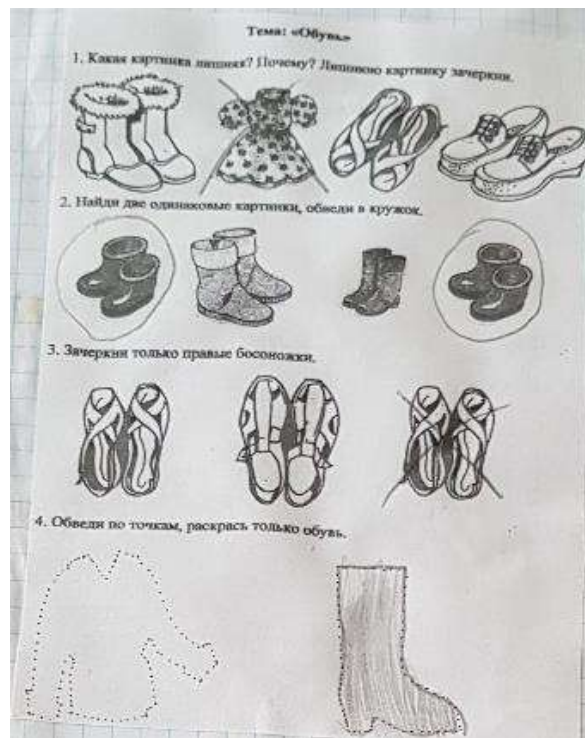 Тема: «Обувь»
1. Какая картинка лишняя? Почему? Лишнюю картинку зачеркни.
2. Найди две одинаковые картинки, обведи в кружок.
3. Зачеркни только правые босоножки.
4. Обведи по точкам, раскрась только обувь.